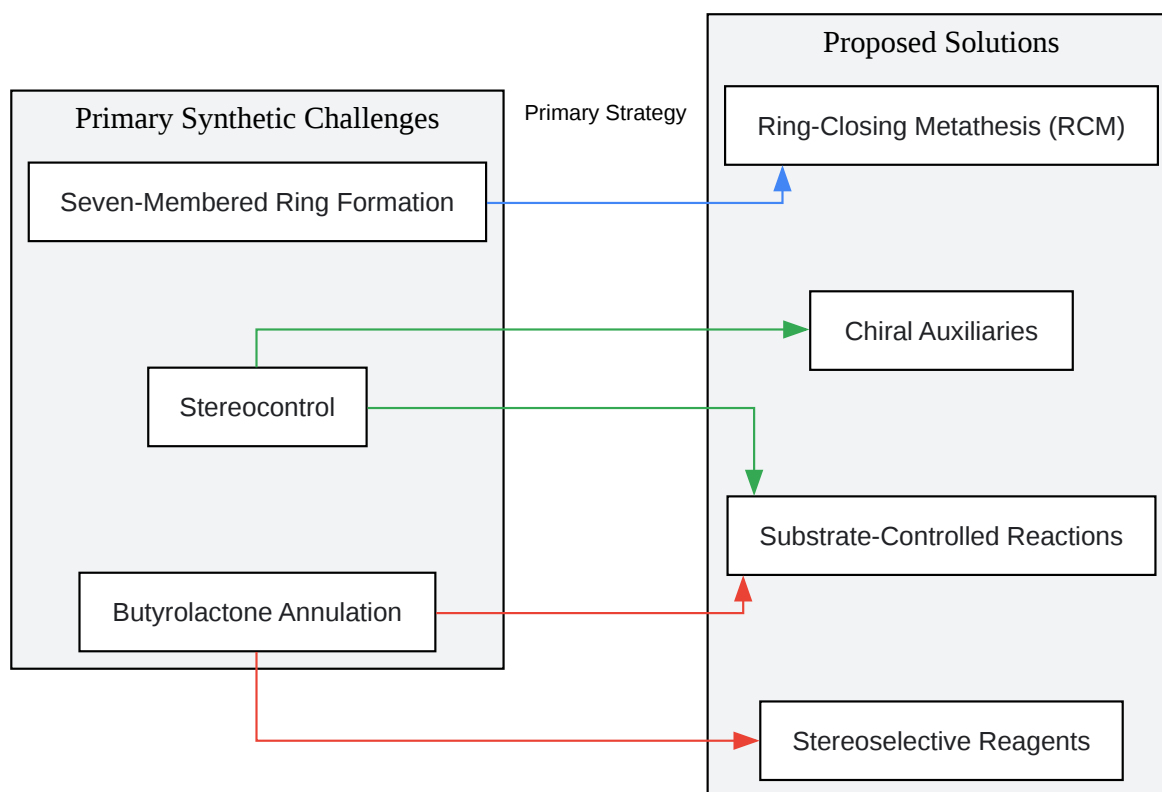 Primary Synthetic Challenges
Seven-Membered Ring Formation
Stereocontrol
Butyrolactone Annulation
Primary Strategy
Proposed Solutions
Ring-Closing Metathesis (RCM)
Chiral Auxiliaries
Substrate-Controlled Reactions
Stereoselective Reagents